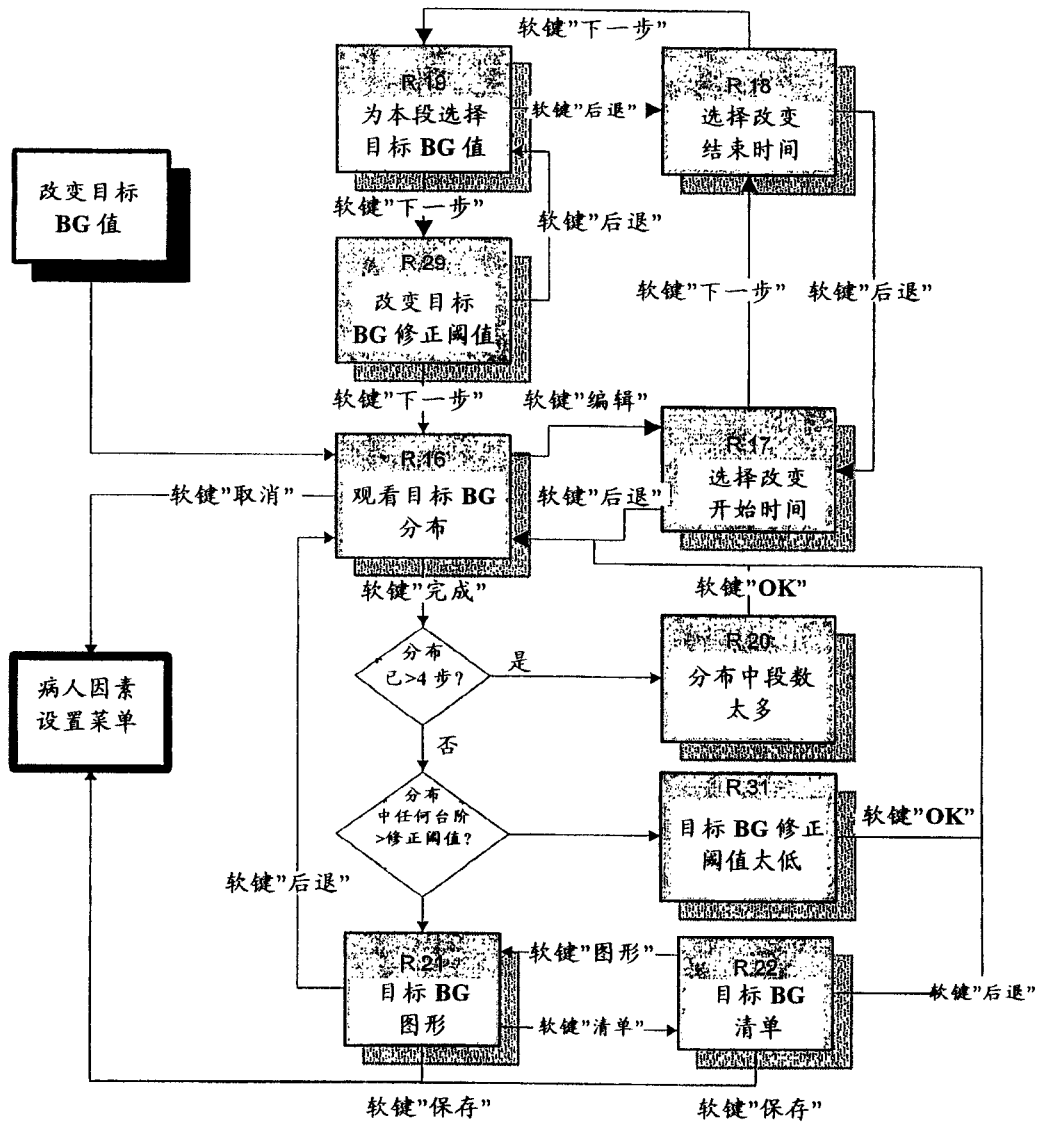 软键”下一步”
R.19
为本段选择
目标 BG 值
软键”后退”
R.18
选择改变
结束时间
改变目标
BG 值
软键”下一步”
软键”后退”
R.29
改变目标
BG 修正阈值
软键”下一步”
软键”后退”
软键”下一步”
软键”编辑”
R.16
观看目标 BG
分布
软键”后退”
R.17
选择改变
开始时间
软键”取消”
软键”完成”
软键”OK”
分布
已>4 步?
是
R.20
分布中段数
太多
病人因素
设置菜单
否
分布
中任何台阶
>修正阈值?
R.31
目标 BG 修正
阈值太低
软键”OK”
软键”后退”
R.21
目标 BG
图形
软键”图形”
软键”清单”
R.22
目标 BG
清单
软键”后退”
软键”保存”
软键”保存”